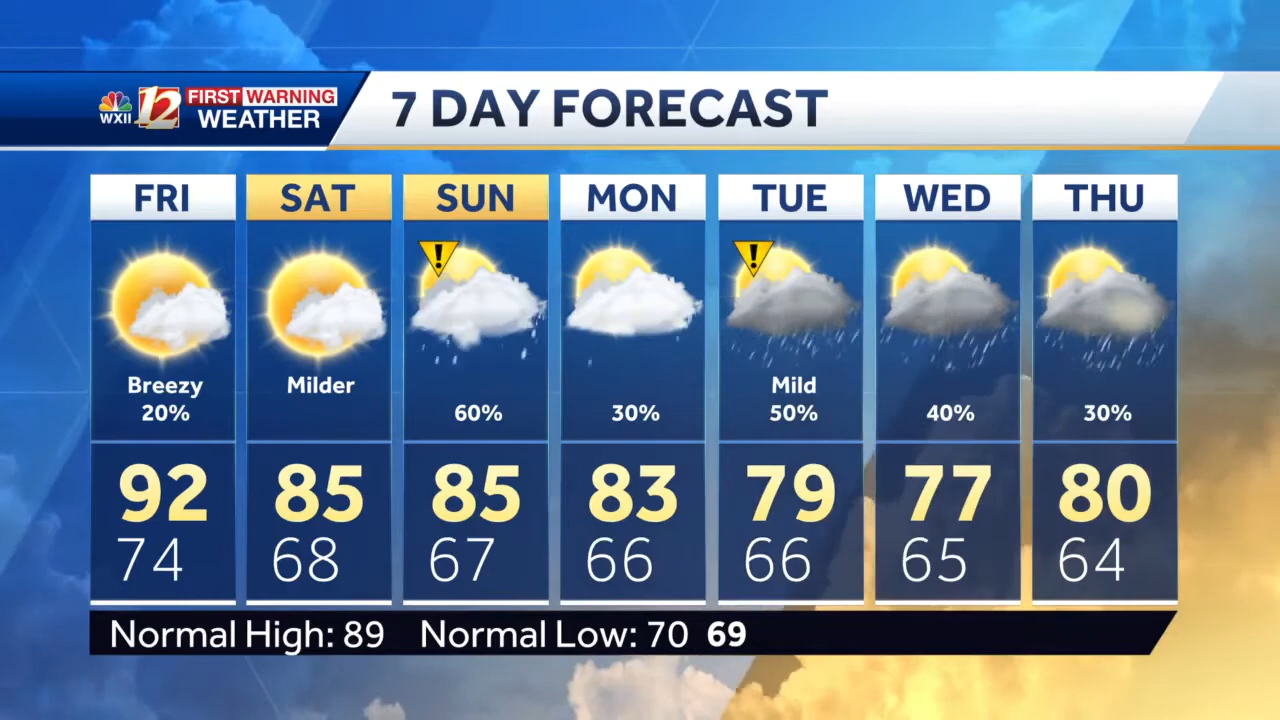 WXII 12 FIRST WARNING WEATHER
7 DAY FORECAST
FRI SAT SUN MON TUE WED THU
! !
Breezy Milder Mild
20% 60% 30% 50% 40% 30%
92 85 85 83 79 77 80
74 68 67 66 66 65 64
Normal High: 89 Normal Low: 70 69